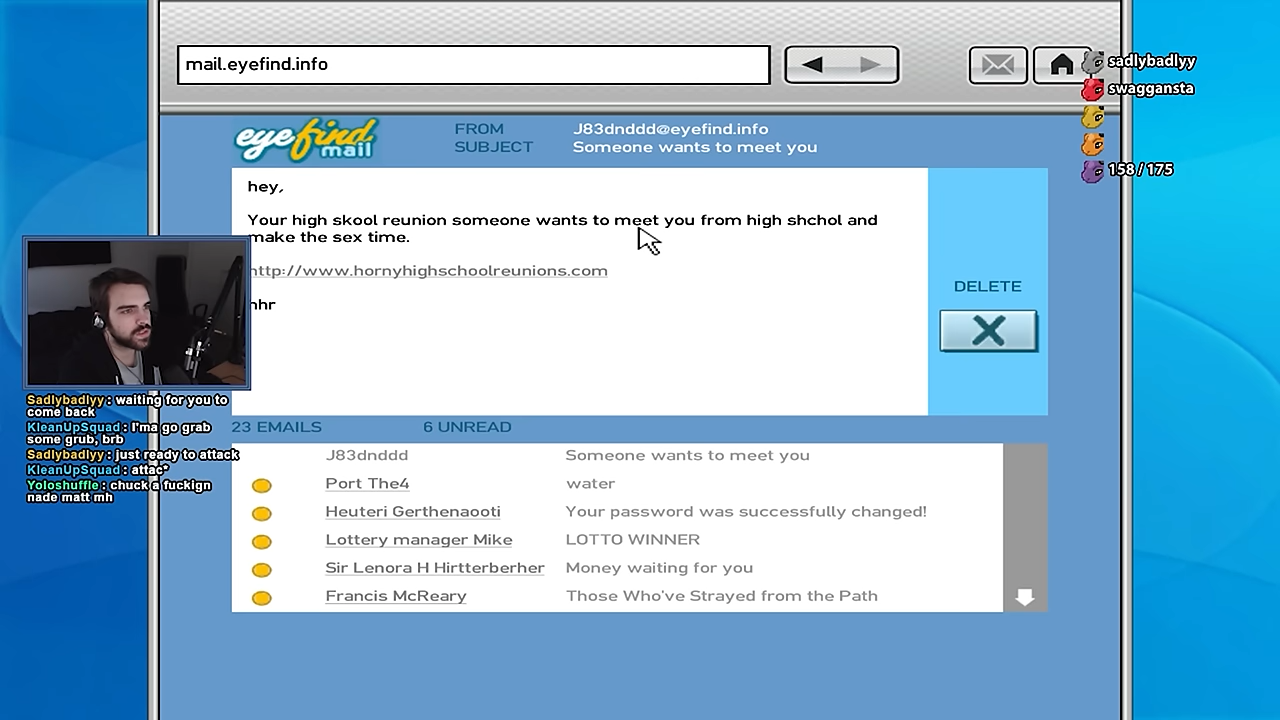 mail.eyefind.info
sadlybadlyy
swaggansta
158 / 175
eyefind mail
FROM J83dnddd@eyefind.info
SUBJECT Someone wants to meet you
hey,
Your high skool reunion someone wants to meet you from high shchol and
make the sex time.
http://www.hornyhighschoolreunions.com
hhr
DELETE
Sadlybadlyy: waiting for you to
come back
KleanUpSquad: I'ma go grab
some grub, brb
Sadlybadlyy: just ready to attack
KleanUpSquad: attac*
Yoloshuffle: chuck a fuckign
nade matt mh
23 EMAILS 6 UNREAD
J83dnddd Someone wants to meet you
Port The4 water
Heuteri Gerthenaooti Your password was successfully changed!
Lottery manager Mike LOTTO WINNER
Sir Lenora H Hirtterberher Money waiting for you
Francis McReary Those Who've Strayed from the Path